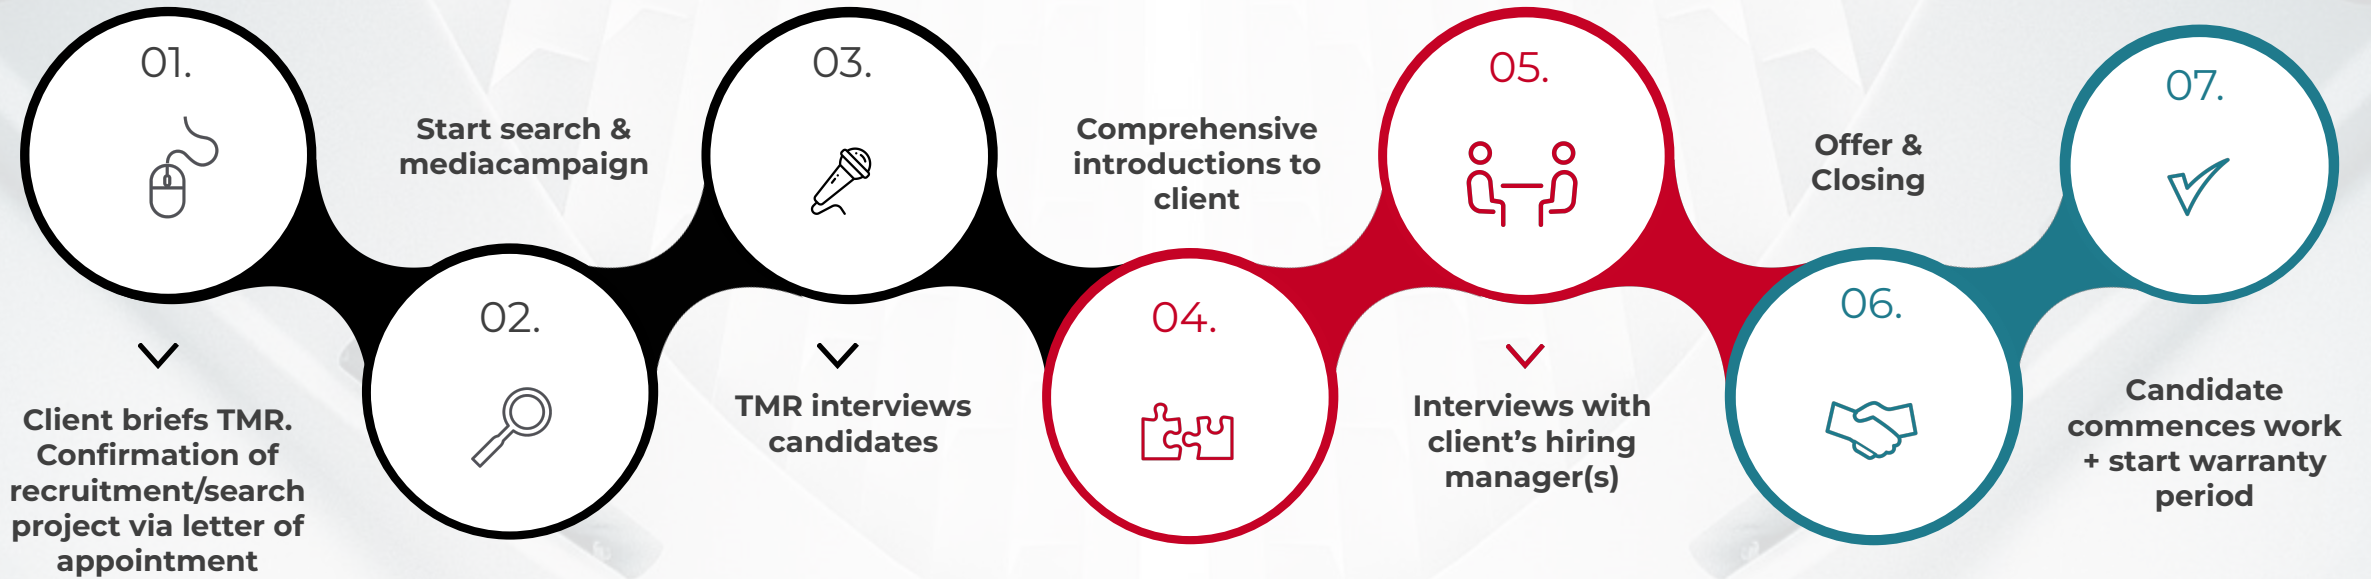 01.
Client briefs TMR.
Confirmation of
recruitment/search
project via letter of
appointment
Start search &
mediacampaign
02.
03.
TMR interviews
candidates
Comprehensive
introductions to
client
04.
05.
Interviews with
client’s hiring
manager(s)
Offer &
Closing
06.
07.
Candidate
commences work
+ start warranty
period